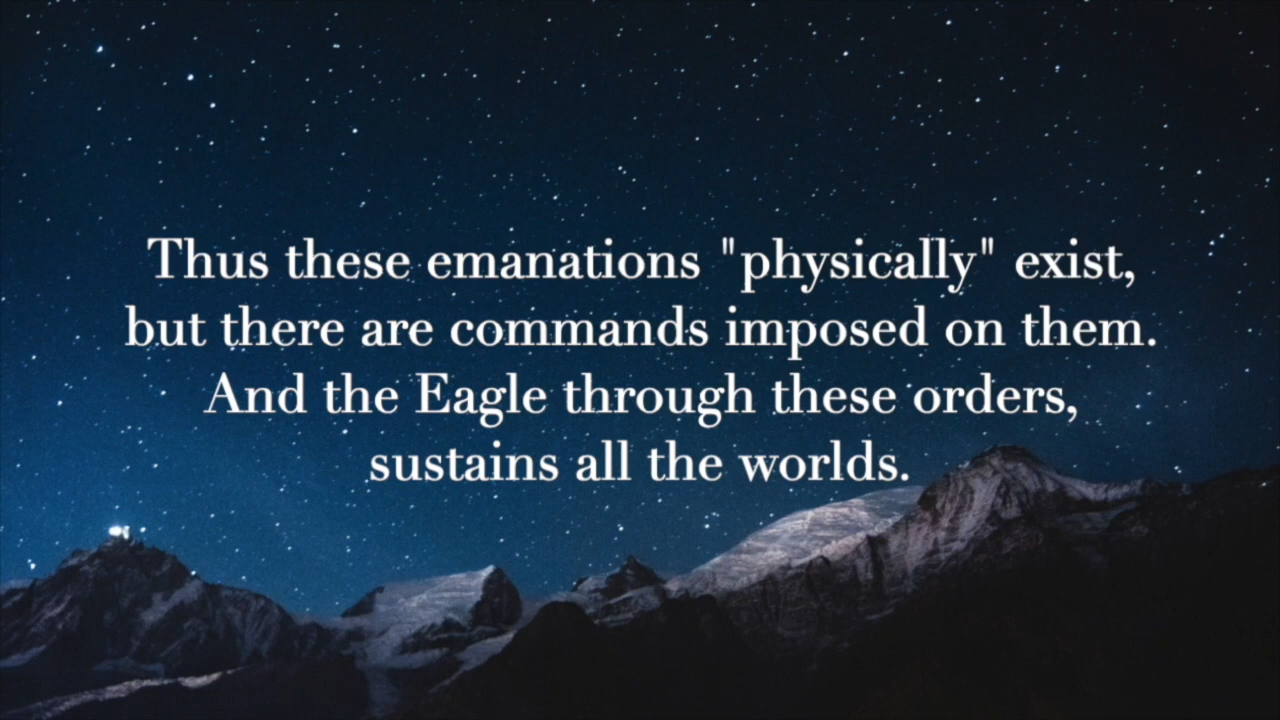 Thus these emanations "physically" exist,
but there are commands imposed on them.
And the Eagle through these orders,
sustains all the worlds.